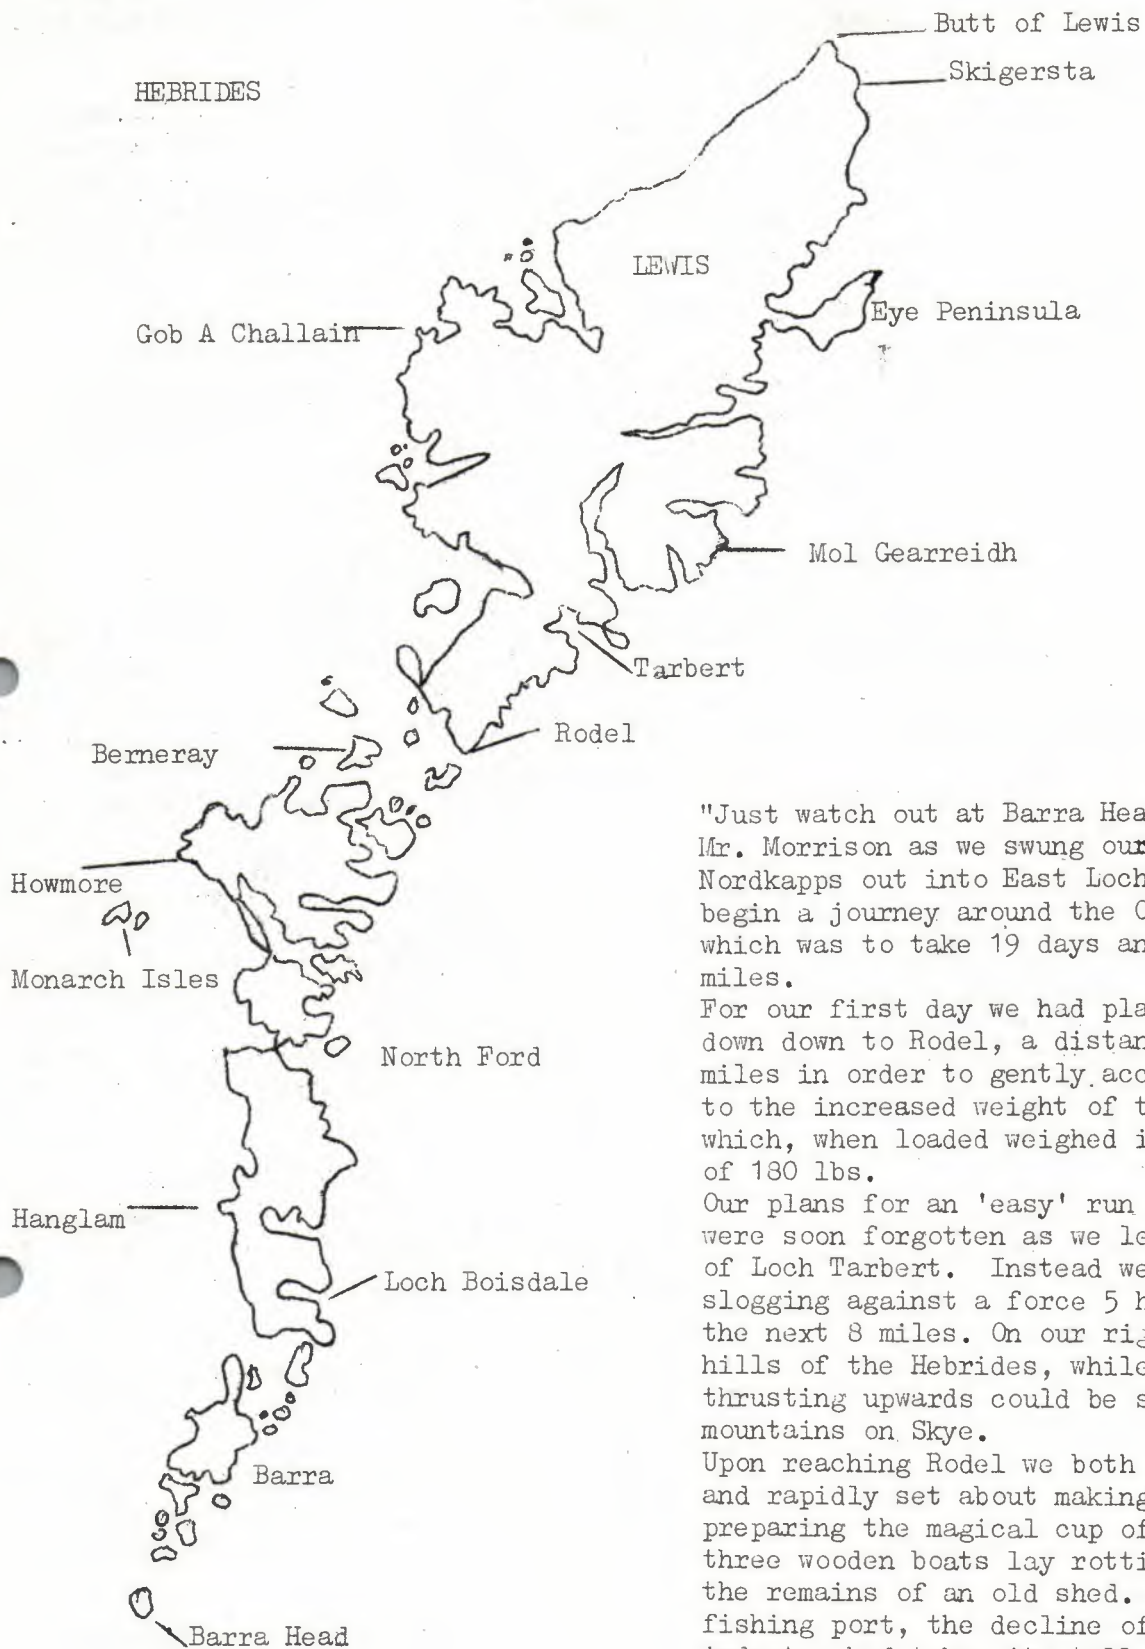 Butt of Lewis
Skigersta
HEBRIDES
LEWIS
Eye Peninsula
Gob A Challain
Mol Gearreidh
Tarbert
Rodel
Berneray
Howmore
Monarch Isles
North Ford
Hanglam
Loch Boisdale
Barra
Barra Head
"Just watch out at Barra Hea
Mr. Morrison as we swung our
Nordkapps out into East Loch
begin a journey around the O
which was to take 19 days an
miles.
For our first day we had pla
down down to Rodel, a distan
miles in order to gently acc
to the increased weight of t
which, when loaded weighed i
of 180 lbs.
Our plans for an 'easy' run
were soon forgotten as we le
of Loch Tarbert. Instead we
slogging against a force 5 h
the next 8 miles. On our rig
hills of the Hebrides, while
thrusting upwards could be s
mountains on Skye.
Upon reaching Rodel we both
and rapidly set about making
preparing the magical cup of
three wooden boats lay rotti
the remains of an old shed.
fishing port, the decline of